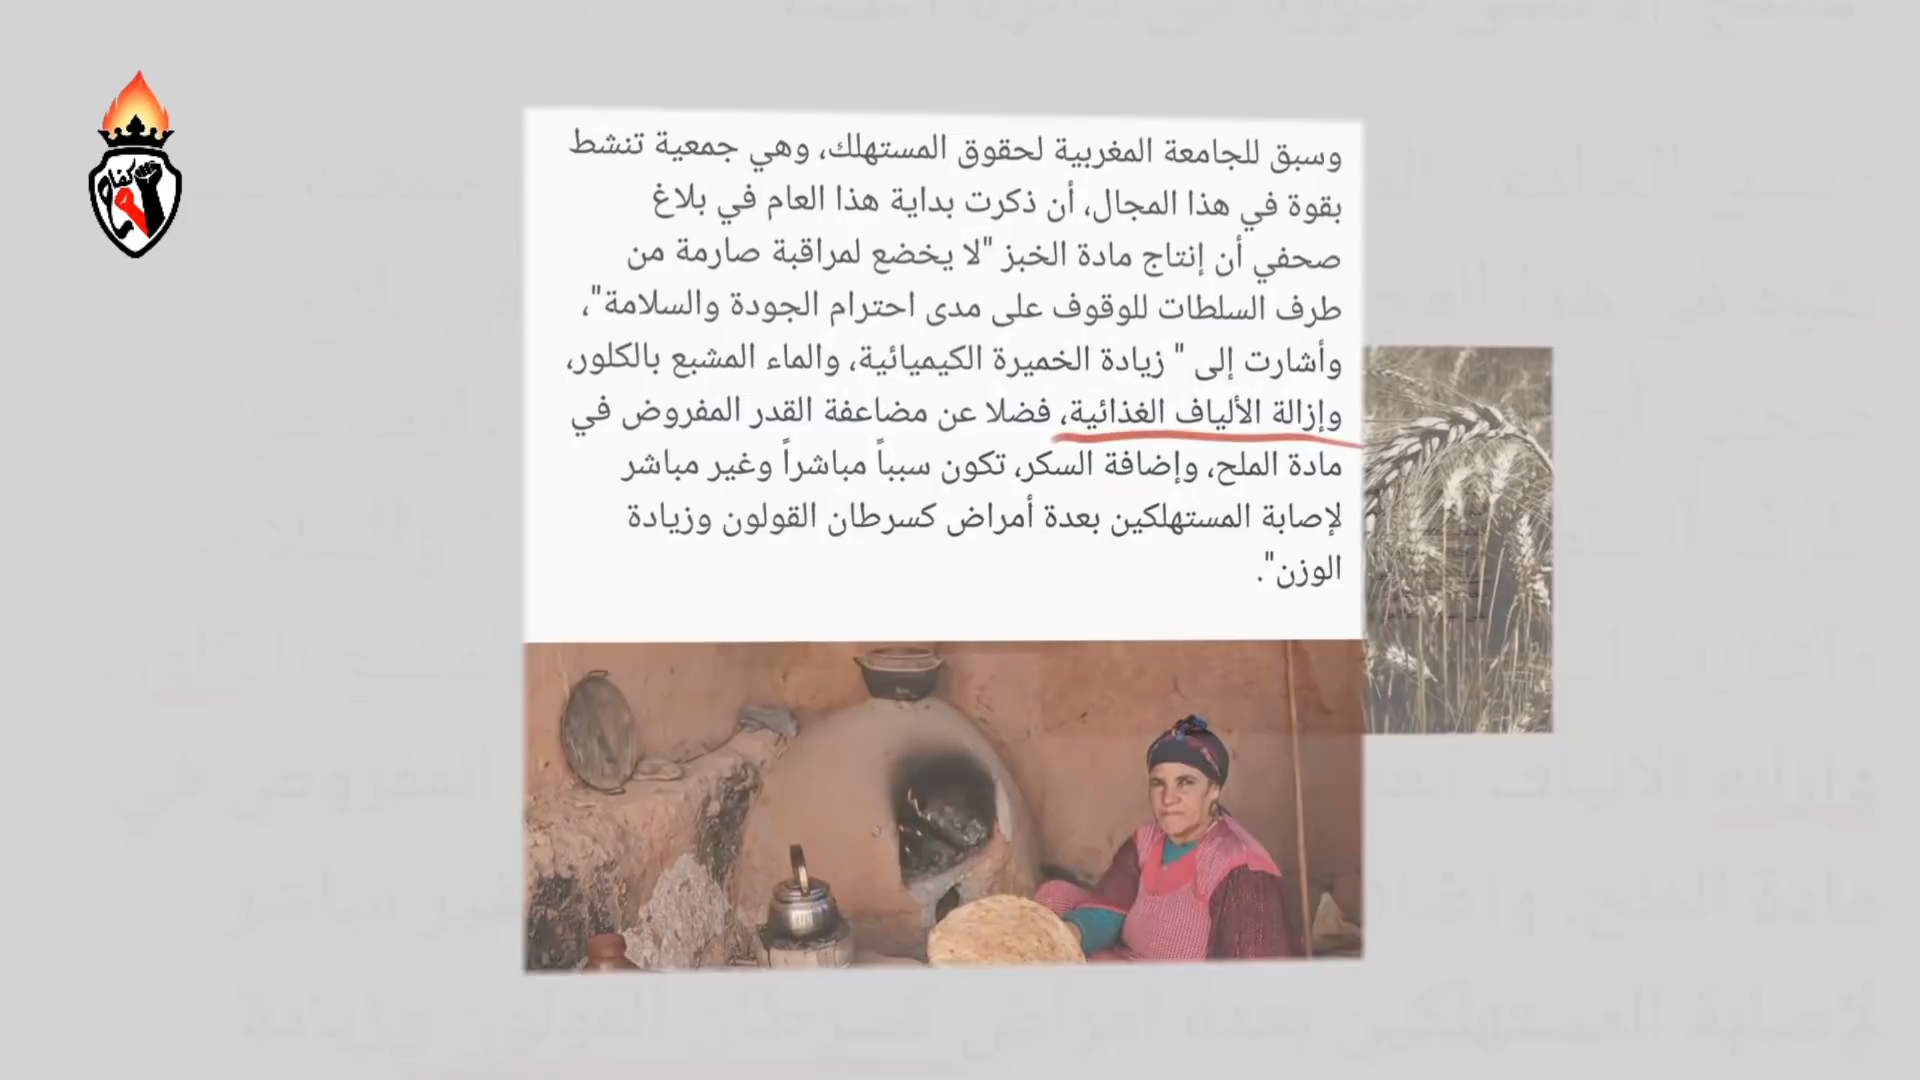 وسبق للجامعة المغربية لحقوق المستهلك، وهي جمعية تنشط
بقوة في هذا المجال، أن ذكرت بداية هذا العام في بلاغ
صحفي أن إنتاج مادة الخبز "لا يخضع لمراقبة صارمة من
طرف السلطات للوقوف على مدى احترام الجودة والسلامة"،
وأشارت إلى " زيادة الخميرة الكيميائية، والماء المشبع بالكلور،
وإزالة الألياف الغذائية، فضلا عن مضاعفة القدر المفروض في
مادة الملح، وإضافة السكر، تكون سبباً مباشراً وغير مباشر
لإصابة المستهلكين بعدة أمراض كسرطان القولون وزيادة
الوزن".
كفاح